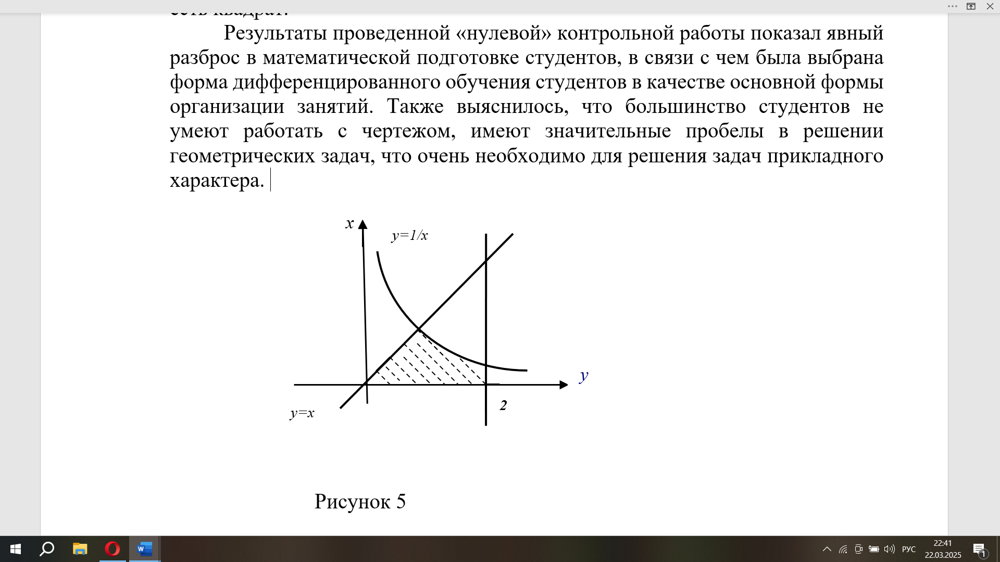 есть квадрат.
Результаты проведенной «нулевой» контрольной работы показал явный
разброс в математической подготовке студентов, в связи с чем была выбрана
форма дифференцированного обучения студентов в качестве основной формы
организации занятий. Также выяснилось, что большинство студентов не
умеют работать с чертежом, имеют значительные пробелы в решении
геометрических задач, что очень необходимо для решения задач прикладного
характера.
x
y=1/x
y
2
y=x
Рисунок 5
РУС
22:41
22.03.2025
1